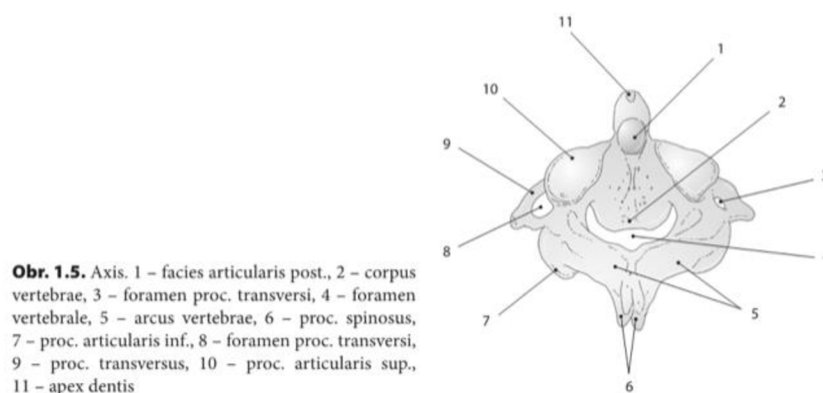 11
1
10
2
9
8
7
5
6
Obr. 1.5. Axis. 1 – facies articularis post., 2 – corpus
vertebrae, 3 – foramen proc. transversi, 4 – foramen
vertebrale, 5 – arcus vertebrae, 6 – proc. spinosus,
7 – proc. articularis inf., 8 – foramen proc. transversi,
9 – proc. transversus, 10 – proc. articularis sup.,
11 – apex dentis